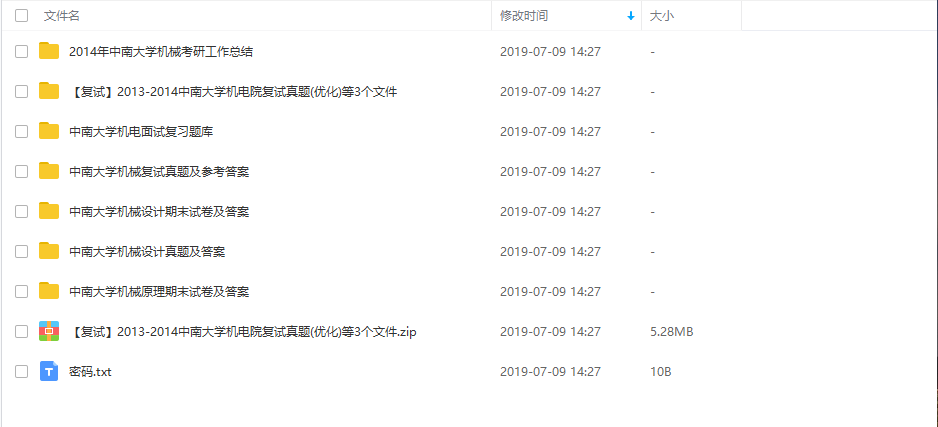 文件名 修改时间 大小
2014年中南大学机械考研工作总结 2019-07-09 14:27 -
【复试】2013-2014中南大学机电院复试真题(优化)等3个文件 2019-07-09 14:27 -
中南大学机电面试复习题库 2019-07-09 14:27 -
中南大学机械复试真题及参考答案 2019-07-09 14:27 -
中南大学机械设计期末试卷及答案 2019-07-09 14:27 -
中南大学机械设计真题及答案 2019-07-09 14:27 -
中南大学机械原理期末试卷及答案 2019-07-09 14:27 -
【复试】2013-2014中南大学机电院复试真题(优化)等3个文件.zip 2019-07-09 14:27 5.28MB
密码.txt 2019-07-09 14:27 10B